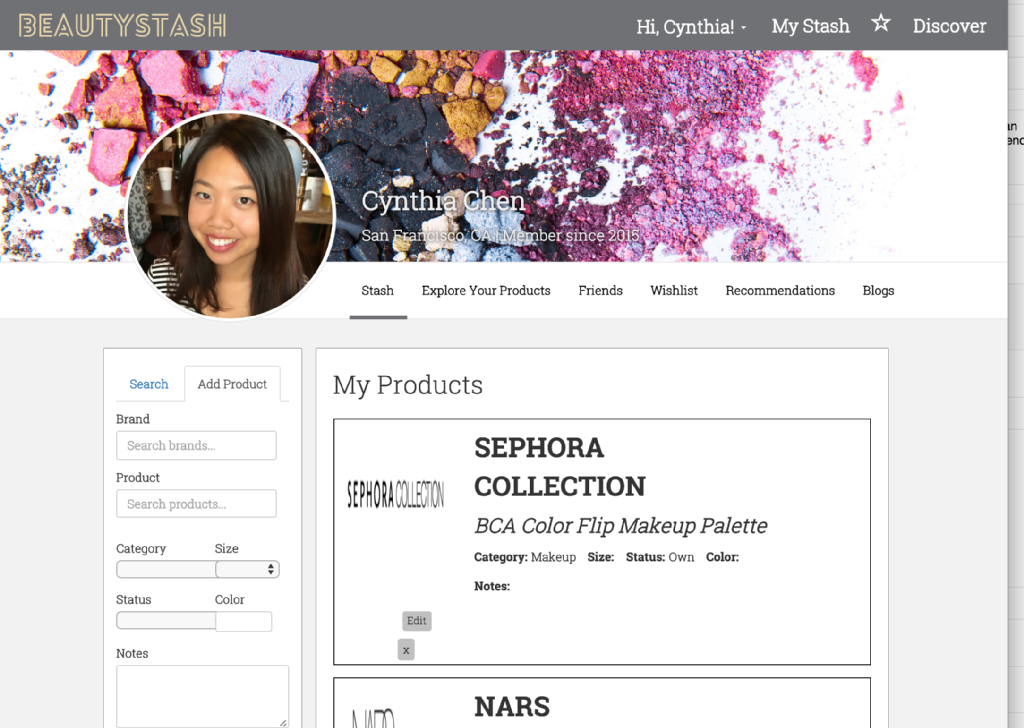 BEAUTYSTASH
Hi, Cynthia! My Stash ☆ Discover
Cynthia Chen
San Francisco, CA | Member since 2015
Stash Explore Your Products Friends Wishlist Recommendations Blogs
Search Add Product
Brand
Search brands...
Product
Search products...
Category Size
Status Color
Notes
My Products
SEPHORA COLLECTION
SEPHORA
COLLECTION
BCA Color Flip Makeup Palette
Category: Makeup Size: Status: Own Color:
Notes:
Edit
x
NARS
NARS